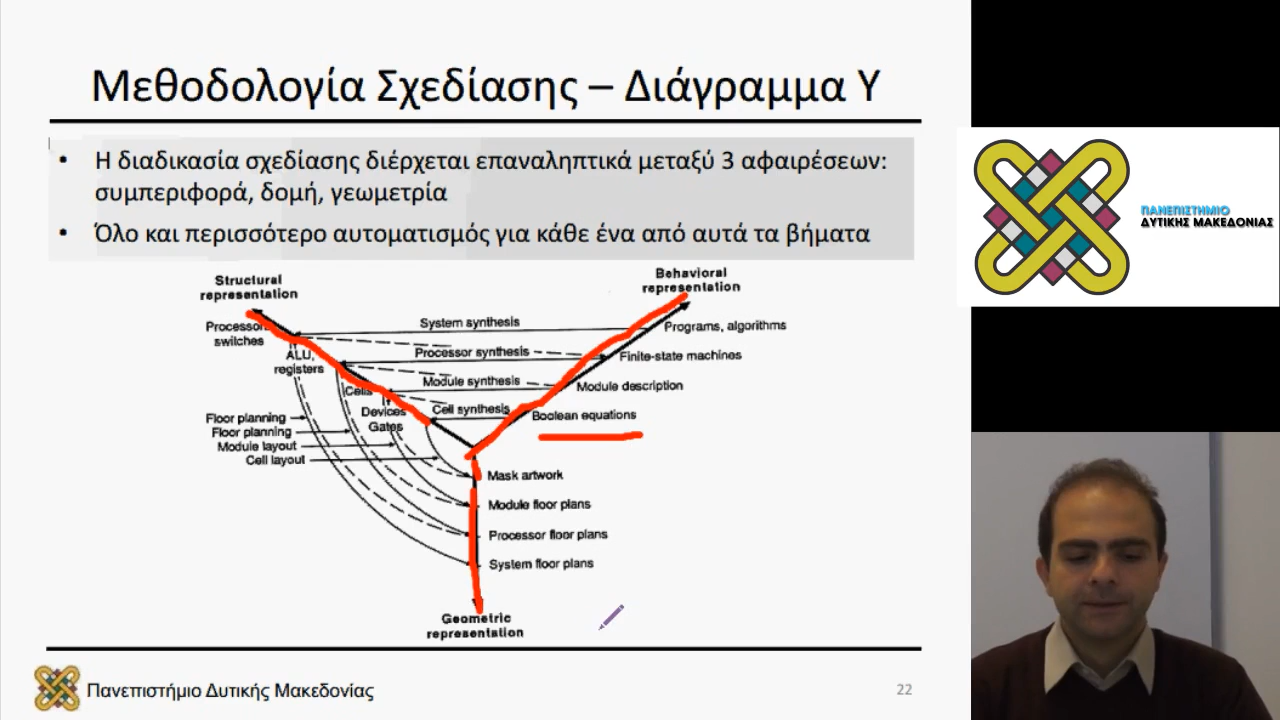 Μεθοδολογία Σχεδίασης – Διάγραμμα Υ
• Η διαδικασία σχεδίασης διέρχεται επαναληπτικά μεταξύ 3 αφαιρέσεων:
συμπεριφορά, δομή, γεωμετρία
• Όλο και περισσότερο αυτοματισμός για κάθε ένα από αυτά τα βήματα
Structural
representation
Behavioral
representation
Processor
switches
System synthesis
Programs, algorithms
ALU,
registers
Processor synthesis
Finite-state machines
Cells
Module synthesis
Module description
Devices
Gates
Cell synthesis
Boolean equations
Floor planning
Floor planning
Module layout
Cell layout
Mask artwork
Module floor plans
Processor floor plans
System floor plans
Geometric
representation
Πανεπιστήμιο Δυτικής Μακεδονίας
22
ΠΑΝΕΠΙΣΤΗΜΙΟ
ΔΥΤΙΚΗΣ ΜΑΚΕΔΟΝΙΑΣ